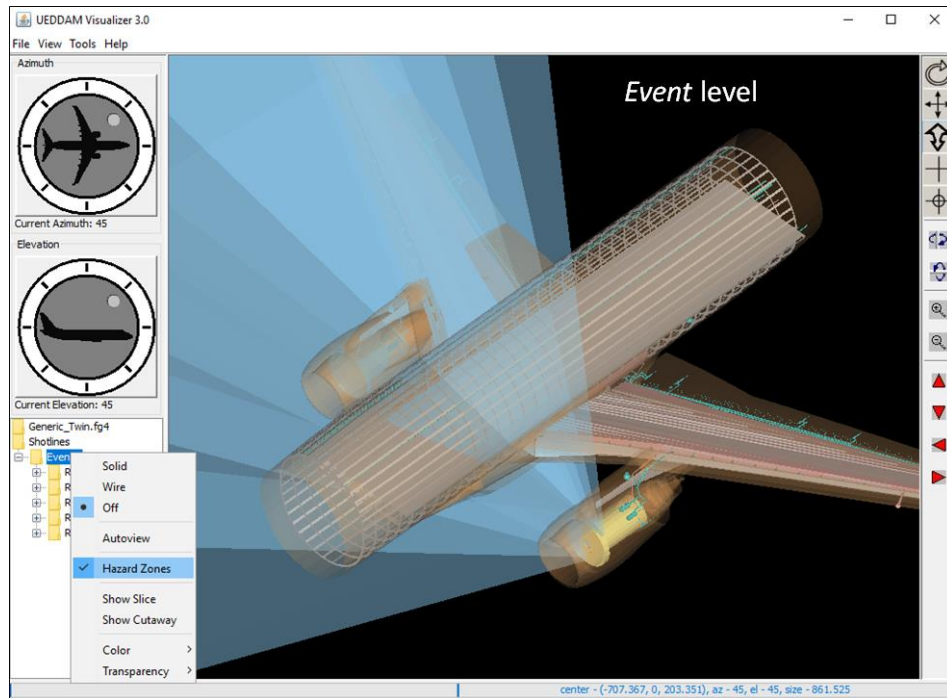 UEDDAM Visualizer 3.0
File View Tools Help
Azimuth
Current Azimuth: 45
Elevation
Current Elevation: 45
Generic_Twin.fg4
Shotlines
Event
R
R
R
R
R
Solid
Wire
Off
Autoview
Hazard Zones
Show Slice
Show Cutaway
Color
Transparency
Event level
center - (-707.367, 0, 203.351), az - 45, el - 45, size - 861.525